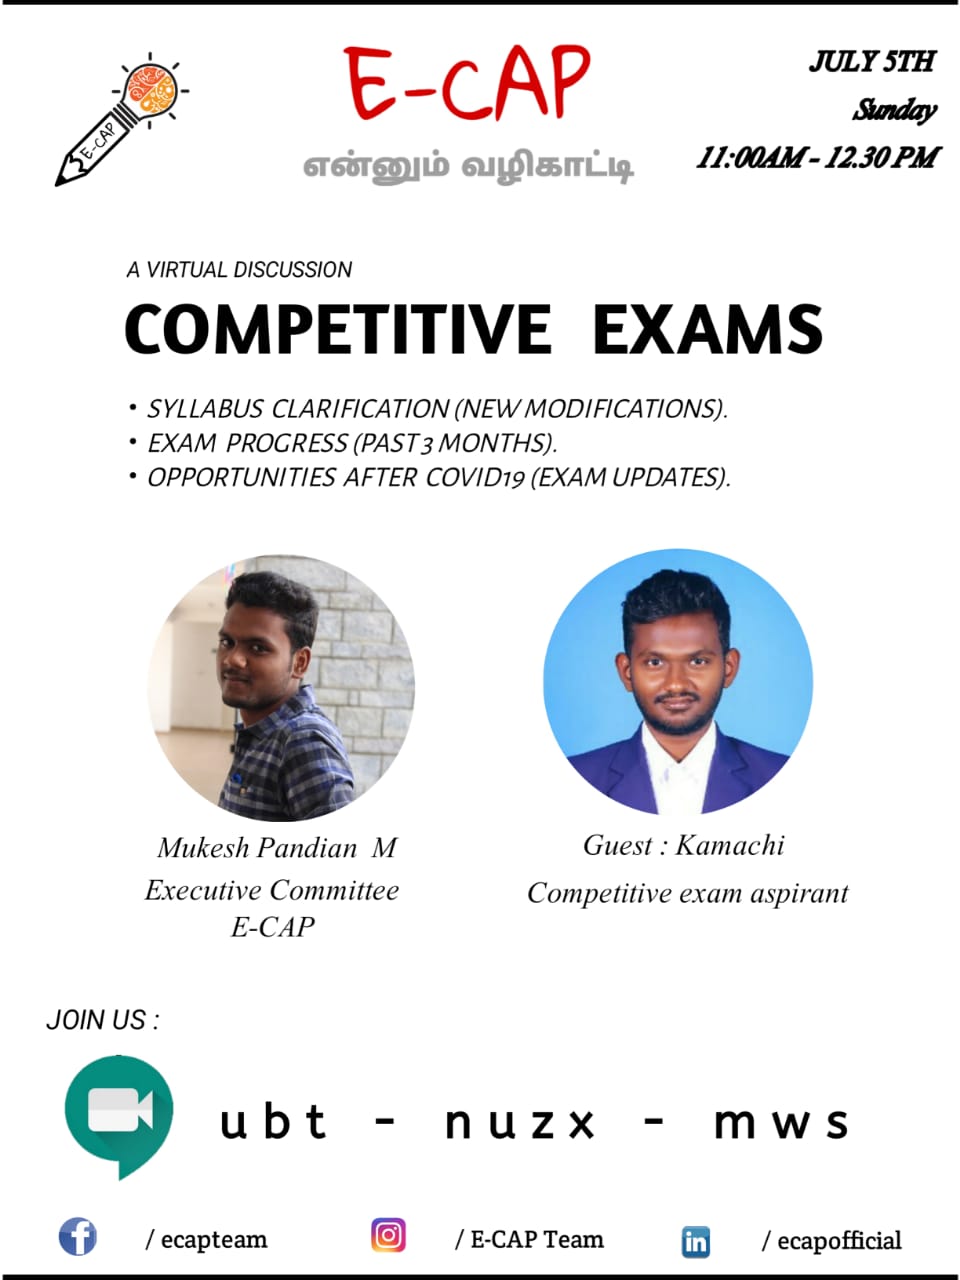 E-CAP
E-CAP
என்னும் வழிகாட்டி
JULY 5TH
Sunday
11:00AM - 12.30 PM
A VIRTUAL DISCUSSION
COMPETITIVE EXAMS
• SYLLABUS CLARIFICATION (NEW MODIFICATIONS).
• EXAM PROGRESS (PAST 3 MONTHS).
• OPPORTUNITIES AFTER COVID19 (EXAM UPDATES).
Mukesh Pandian M
Executive Committee
E-CAP
Guest : Kamachi
Competitive exam aspirant
JOIN US :
ubt - nuzx - mws
/ ecapteam
/ E-CAP Team
/ ecapofficial